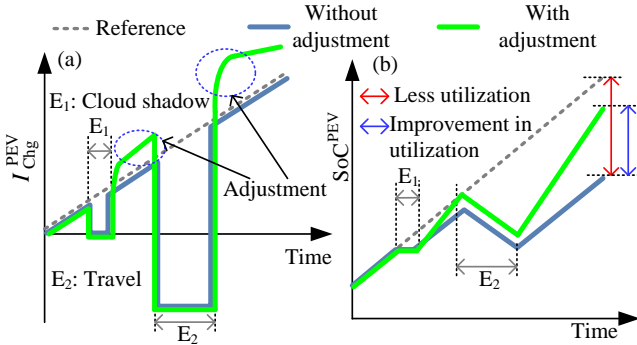 Reference
Without adjustment
With adjustment
(a)
E1: Cloud shadow
E1
I Chg PEV
Adjustment
Time
E2: Travel
E2
(b)
Less utilization
Improvement in utilization
SoC PEV
E1
E2
Time